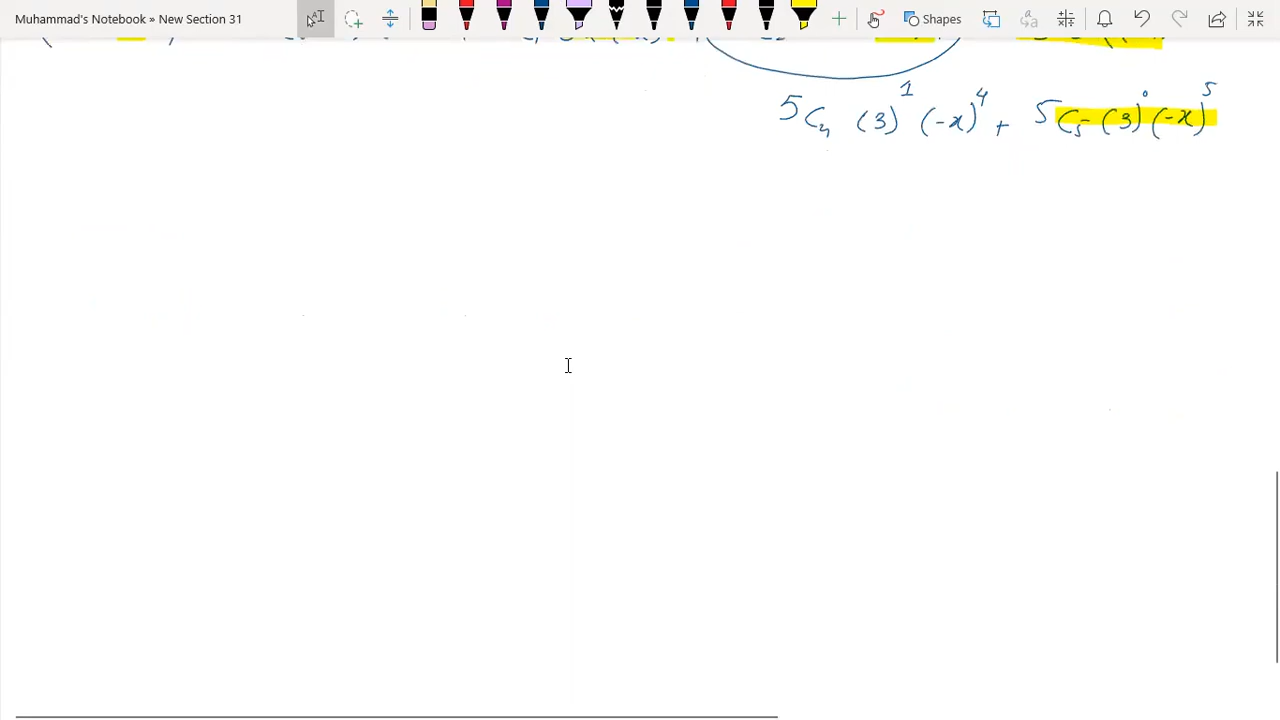 Muhammad's Notebook » New Section 31
Shapes
5C₄ (3)¹ (-x)⁴ + 5C₅ (3)⁰ (-x)⁵